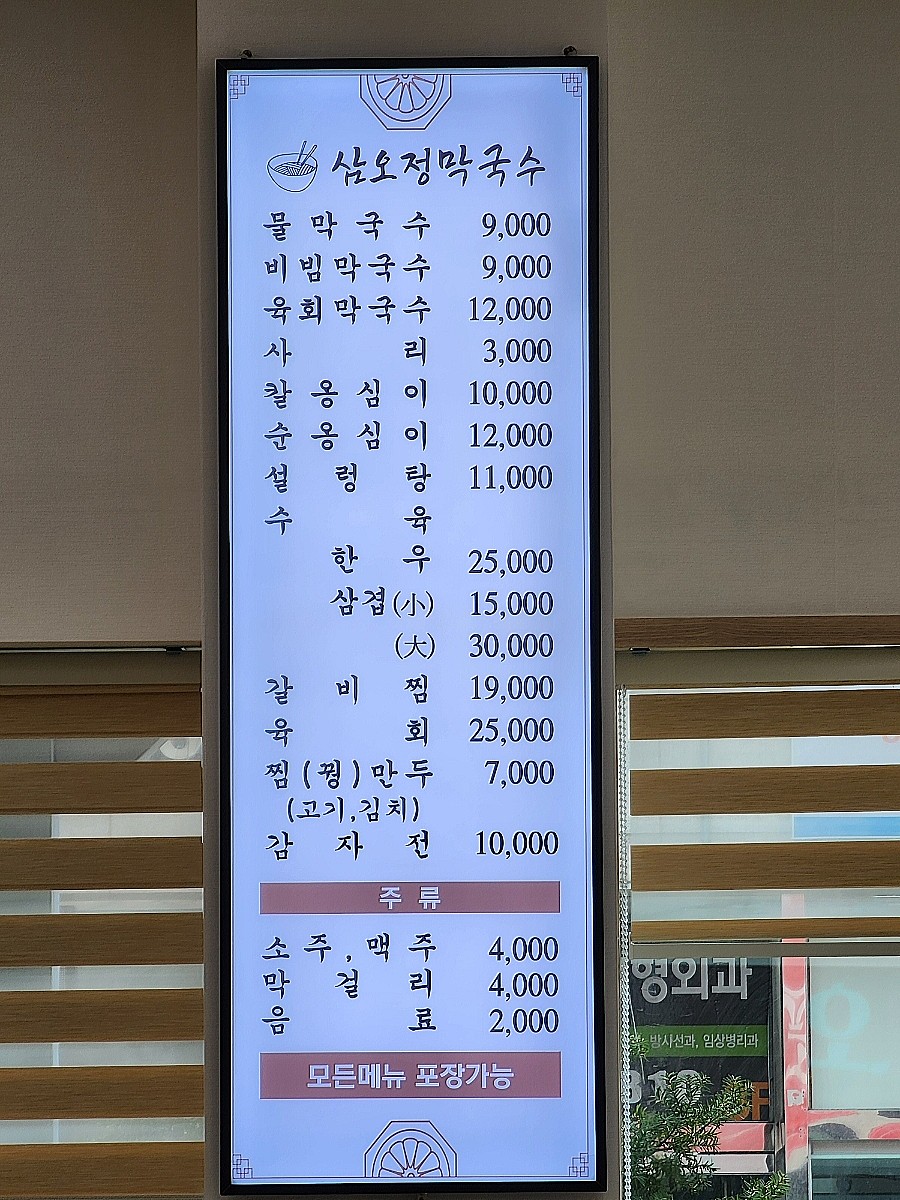 삼오정막국수
물막국수 9,000
비빔막국수 9,000
육회막국수 12,000
사리 3,000
칼옹심이 10,000
순옹심이 12,000
설렁탕 11,000
수육
한우 25,000
삼겹(小) 15,000
(大) 30,000
갈비찜 19,000
육회 25,000
찜(꿩)만두 7,000
(고기,김치)
감자전 10,000
주류
소주,맥주 4,000
막걸리 4,000
음료 2,000
모든메뉴 포장가능
형외과
방사선과, 임상병리과